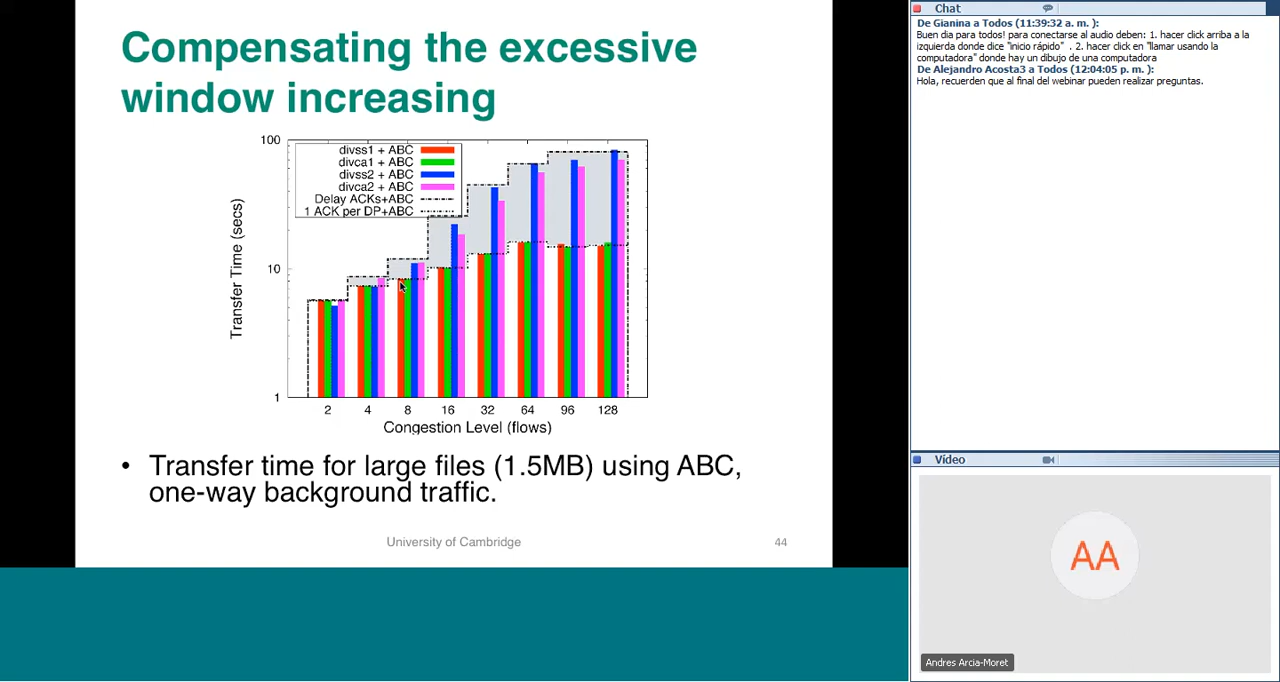 Compensating the excessive
window increasing
100
10
1
Transfer Time (secs)
divss1 + ABC
divca1 + ABC
divss2 + ABC
divca2 + ABC
Delay ACKs+ABC
1 ACK per DP+ABC
2 4 8 16 32 64 96 128
Congestion Level (flows)
• Transfer time for large files (1.5MB) using ABC,
one-way background traffic.
University of Cambridge 44
Chat
De Gianina a Todos (11:39:32 a. m. ):
Buen dia para todos! para conectarse al audio deben: 1. hacer click arriba a la
izquierda donde dice "inicio rápido" . 2. hacer click en "llamar usando la
computadora" donde hay un dibujo de una computadora
De Alejandro Acosta3 a Todos (12:04:05 p. m. ):
Hola, recuerden que al final del webinar pueden realizar preguntas.
Vídeo
AA
Andres Arcia-Moret